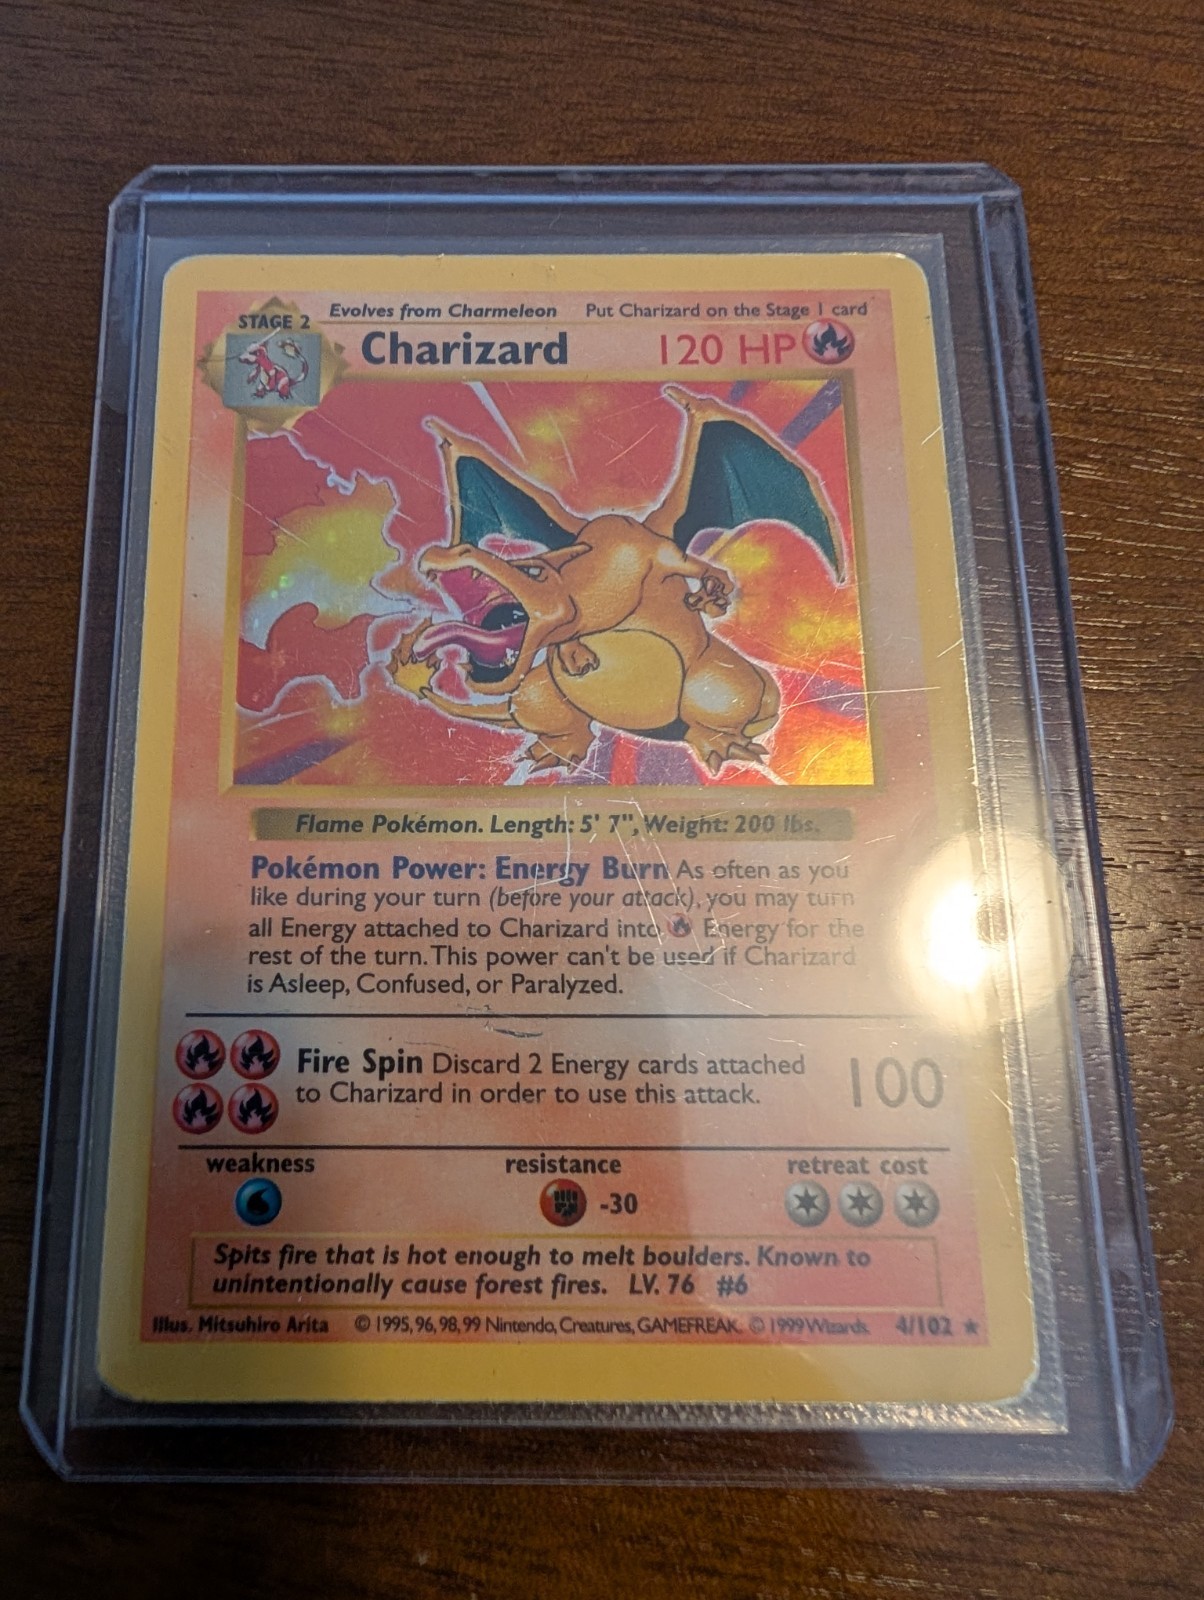 STAGE 2
Evolves from Charmeleon Put Charizard on the Stage 1 card
Charizard 120 HP
Flame Pokémon. Length: 5' 7", Weight: 200 lbs.
Pokémon Power: Energy Burn As often as you
like during your turn (before your attack), you may turn
all Energy attached to Charizard into Energy for the
rest of the turn. This power can't be used if Charizard
is Asleep, Confused, or Paralyzed.
Fire Spin Discard 2 Energy cards attached
to Charizard in order to use this attack.
100
weakness resistance retreat cost
-30
Spits fire that is hot enough to melt boulders. Known to
unintentionally cause forest fires. LV. 76 #6
Illus. Mitsuhiro Arita © 1995, 96, 98, 99 Nintendo, Creatures, GAMEFREAK. © 1999 Wizards. 4/102 ★